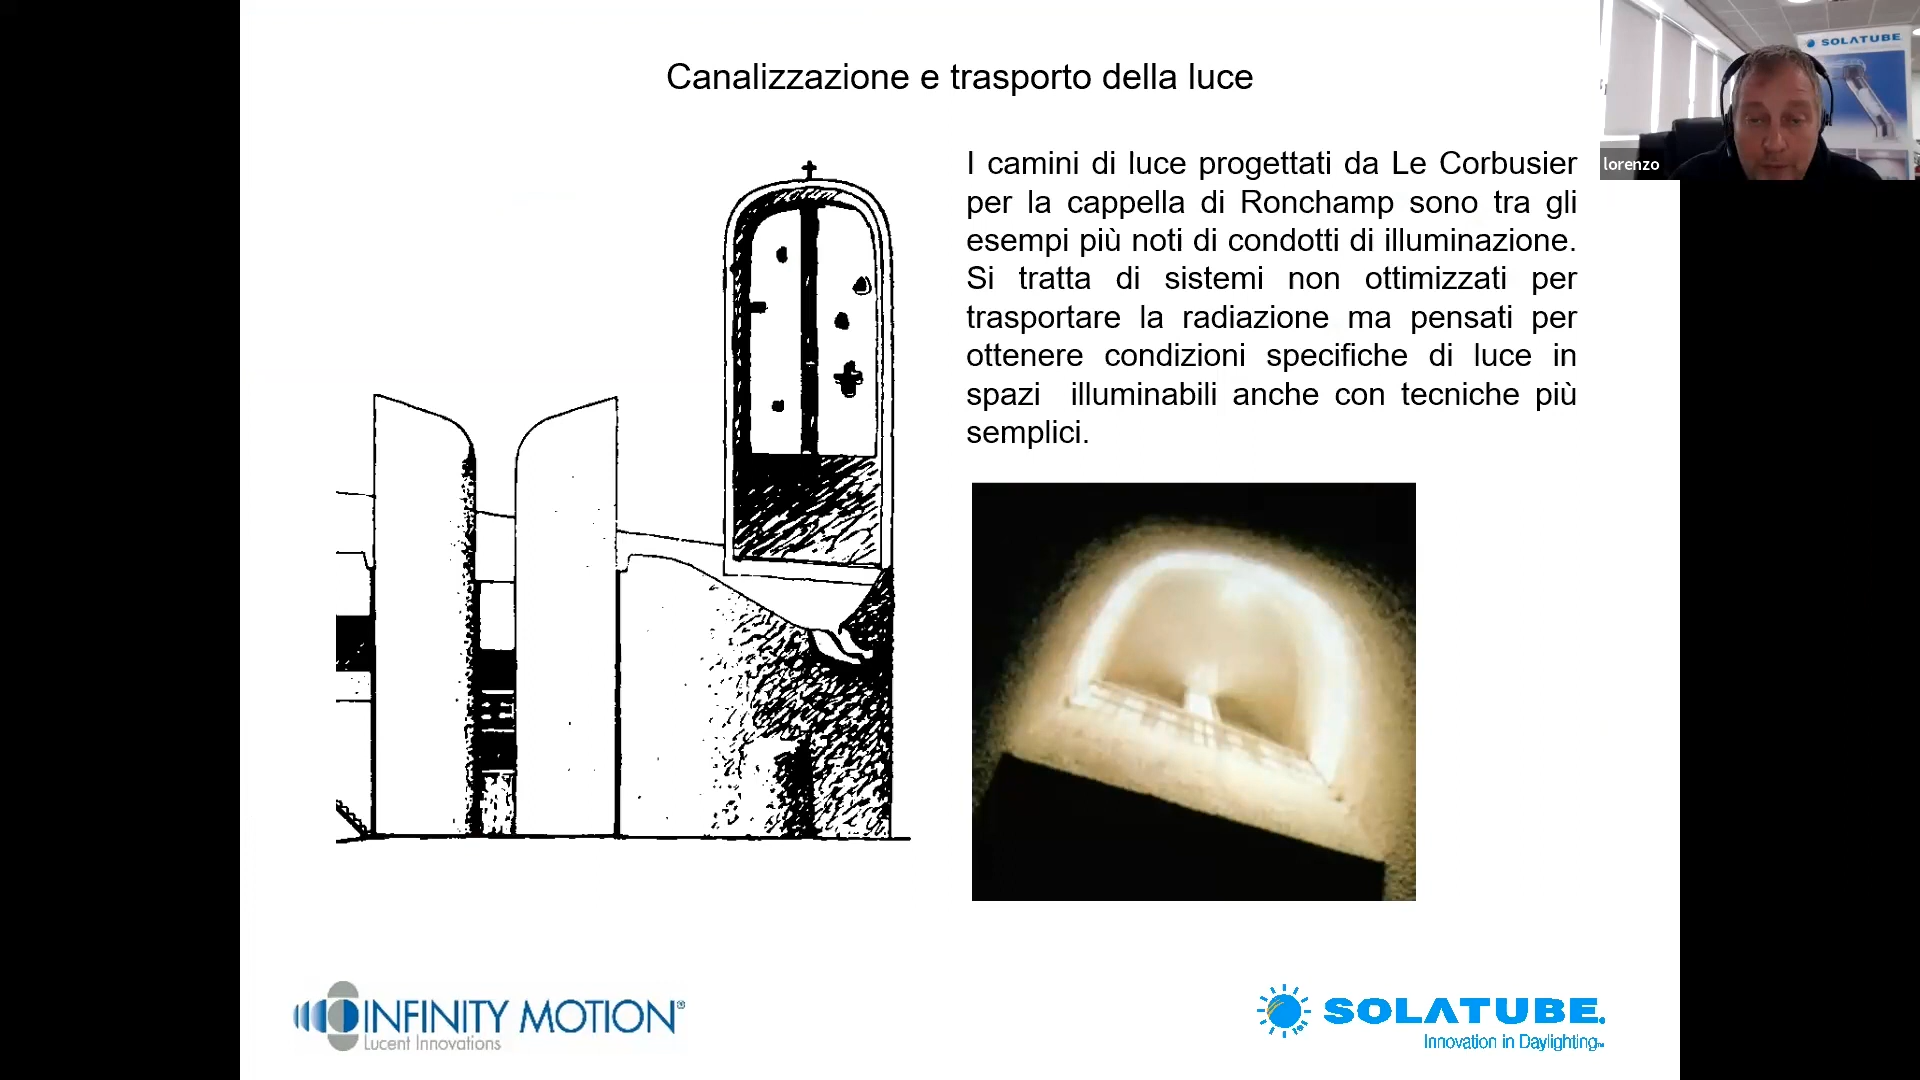 Canalizzazione e trasporto della luce
SOLATUBE
lorenzo
I camini di luce progettati da Le Corbusier
per la cappella di Ronchamp sono tra gli
esempi più noti di condotti di illuminazione.
Si tratta di sistemi non ottimizzati per
trasportare la radiazione ma pensati per
ottenere condizioni specifiche di luce in
spazi illuminabili anche con tecniche più
semplici.
INFINITY MOTION®
Lucent Innovations
SOLATUBE.
Innovation in Daylighting™